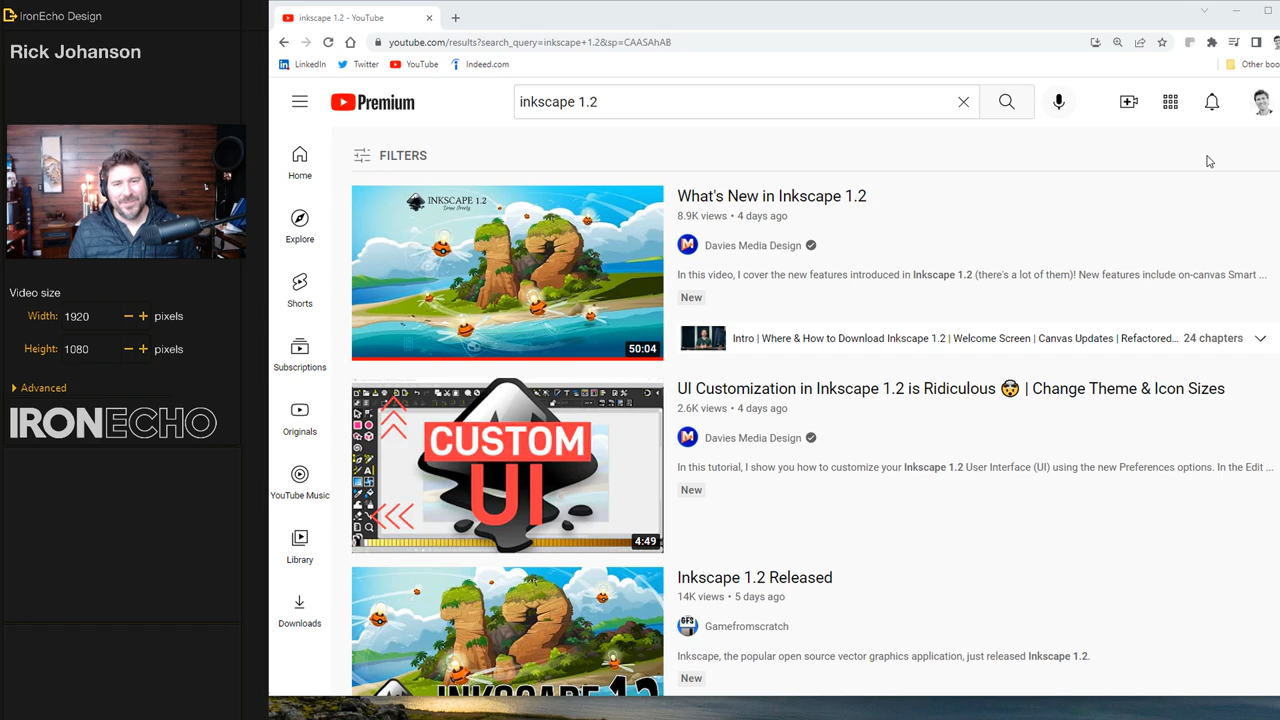 IronEcho Design
Rick Johanson
Video size
Width: 1920 pixels
Height: 1080 pixels
Advanced
IRONECHO
inkscape 1.2 - YouTube
youtube.com/results?search_query=inkscape+1.2&sp=CAASAhAB
LinkedIn Twitter YouTube Indeed.com Other boo
Premium
inkscape 1.2
Home
Explore
Shorts
Subscriptions
Originals
YouTube Music
Library
Downloads
FILTERS
INKSCAPE 1.2
Draw Freely
50:04
What's New in Inkscape 1.2
8.9K views • 4 days ago
Davies Media Design
In this video, I cover the new features introduced in Inkscape 1.2 (there's a lot of them)! New features include on-canvas Smart ...
New
Intro | Where & How to Download Inkscape 1.2 | Welcome Screen | Canvas Updates | Refactored... 24 chapters
CUSTOM
UI
4:49
UI Customization in Inkscape 1.2 is Ridiculous 🤯 | Change Theme & Icon Sizes
2.6K views • 4 days ago
Davies Media Design
In this tutorial, I show you how to customize your Inkscape 1.2 User Interface (UI) using the new Preferences options. In the Edit ...
New
INKSCAPE 1.2
Inkscape 1.2 Released
14K views • 5 days ago
GFS
Gamefromscratch
Inkscape, the popular open source vector graphics application, just released Inkscape 1.2.
New